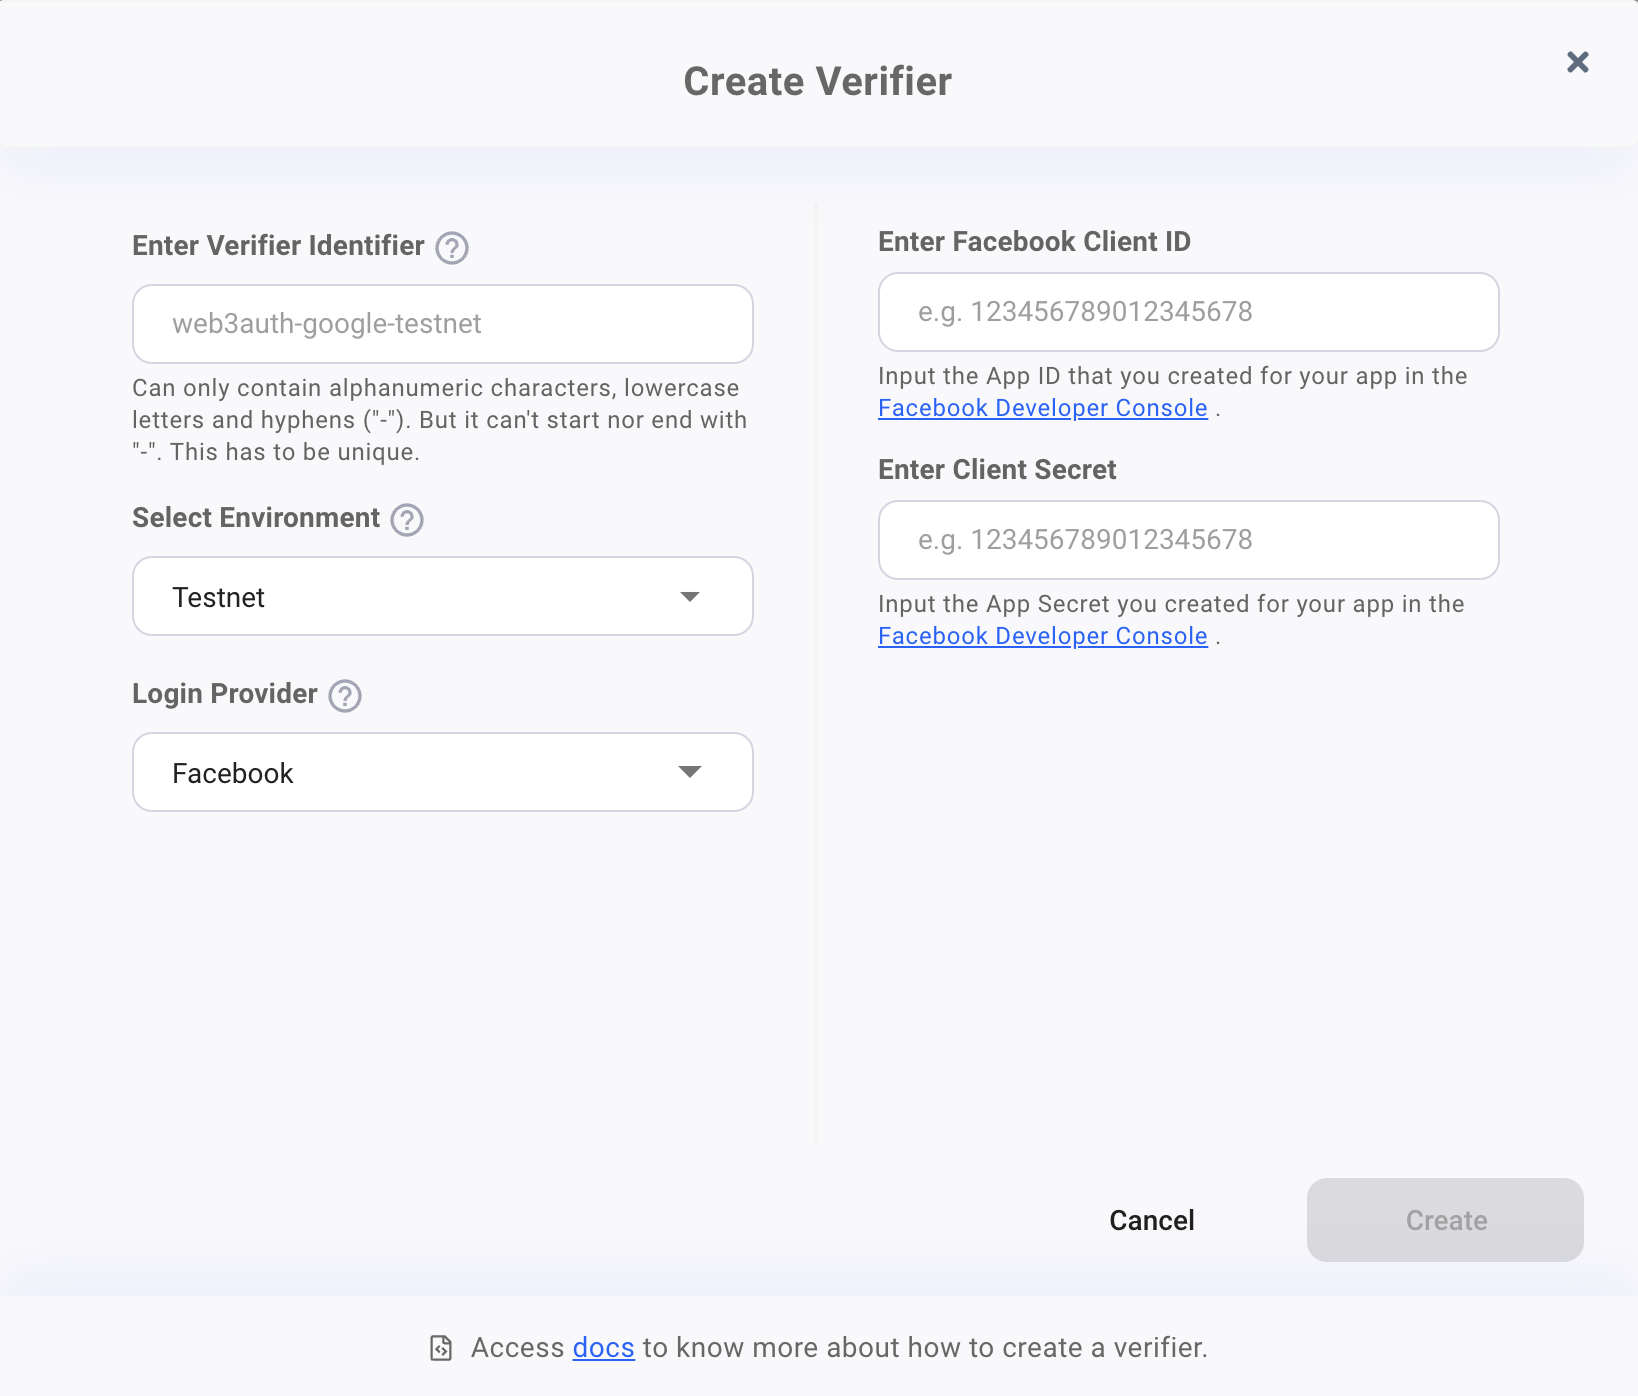 Create Verifier
Enter Verifier Identifier
web3auth-google-testnet
Can only contain alphanumeric characters, lowercase
letters and hyphens ("-"). But it can't start nor end with
"-". This has to be unique.
Select Environment
Testnet
Login Provider
Facebook
Enter Facebook Client ID
e.g. 123456789012345678
Input the App ID that you created for your app in the
Facebook Developer Console .
Enter Client Secret
e.g. 123456789012345678
Input the App Secret you created for your app in the
Facebook Developer Console .
Cancel
Create
Access docs to know more about how to create a verifier.